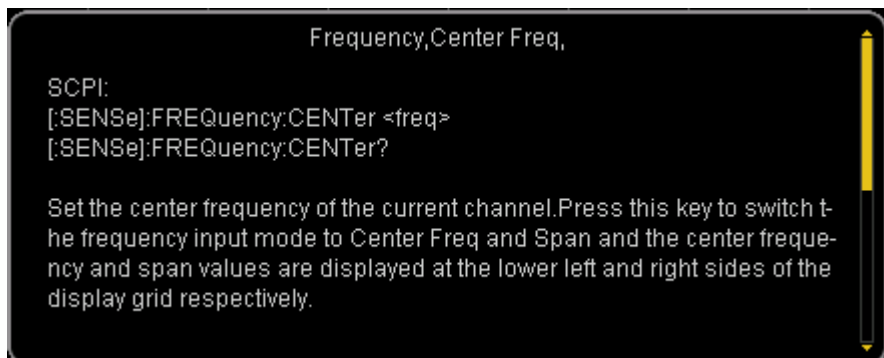 Frequency,Center Freq,
SCPI:
[:SENSe]:FREQuency:CENTer <freq>
[:SENSe]:FREQuency:CENTer?
Set the center frequency of the current channel.Press this key to switch t-
he frequency input mode to Center Freq and Span and the center freque-
ncy and span values are displayed at the lower left and right sides of the
display grid respectively.